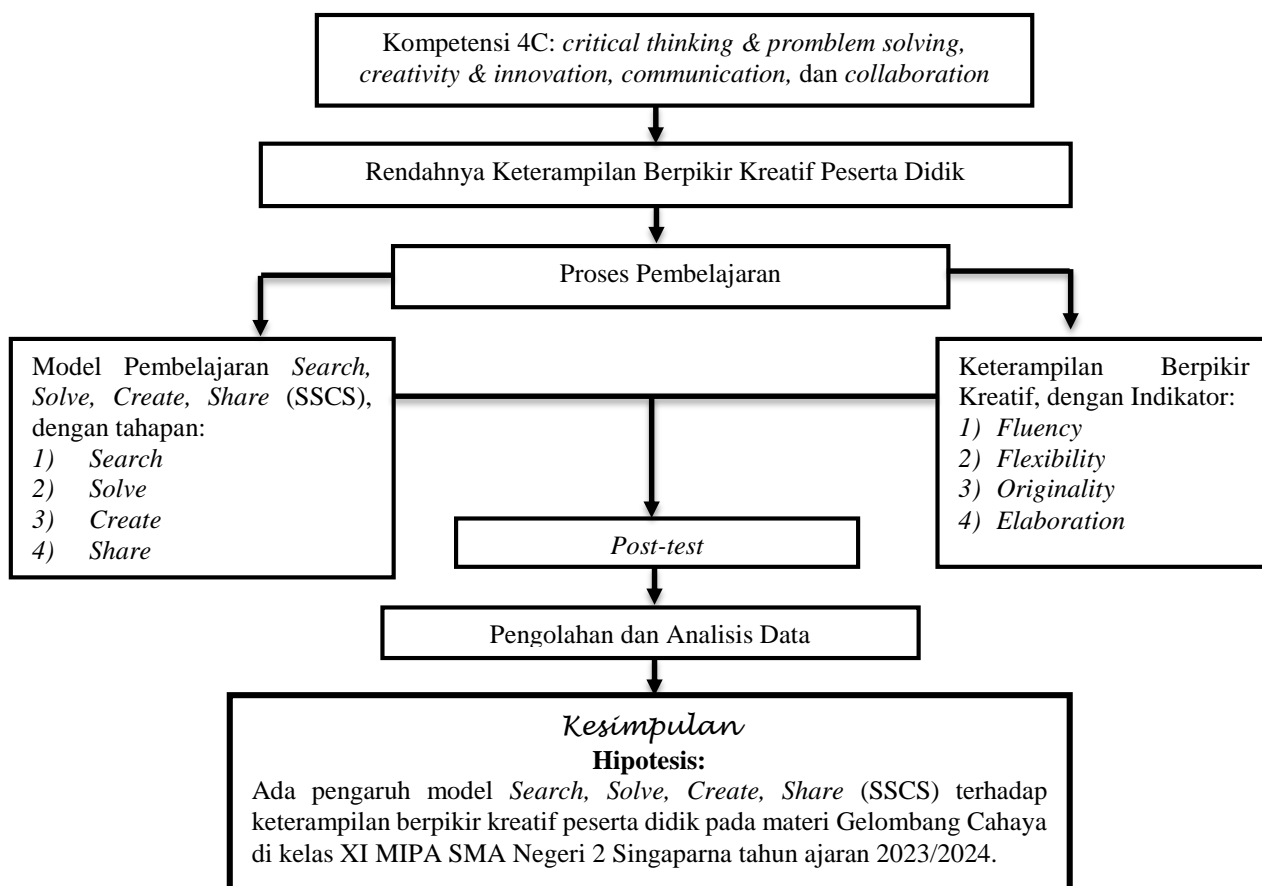 Kompetensi 4C: critical thinking & promblem solving,
creativity & innovation, communication, dan collaboration
Rendahnya Keterampilan Berpikir Kreatif Peserta Didik
Proses Pembelajaran
Model Pembelajaran Search,
Solve, Create, Share (SSCS),
dengan tahapan:
1) Search
2) Solve
3) Create
4) Share
Keterampilan Berpikir
Kreatif, dengan Indikator:
1) Fluency
2) Flexibility
3) Originality
4) Elaboration
Post-test
Pengolahan dan Analisis Data
Kesimpulan
Hipotesis:
Ada pengaruh model Search, Solve, Create, Share (SSCS) terhadap
keterampilan berpikir kreatif peserta didik pada materi Gelombang Cahaya
di kelas XI MIPA SMA Negeri 2 Singaparna tahun ajaran 2023/2024.